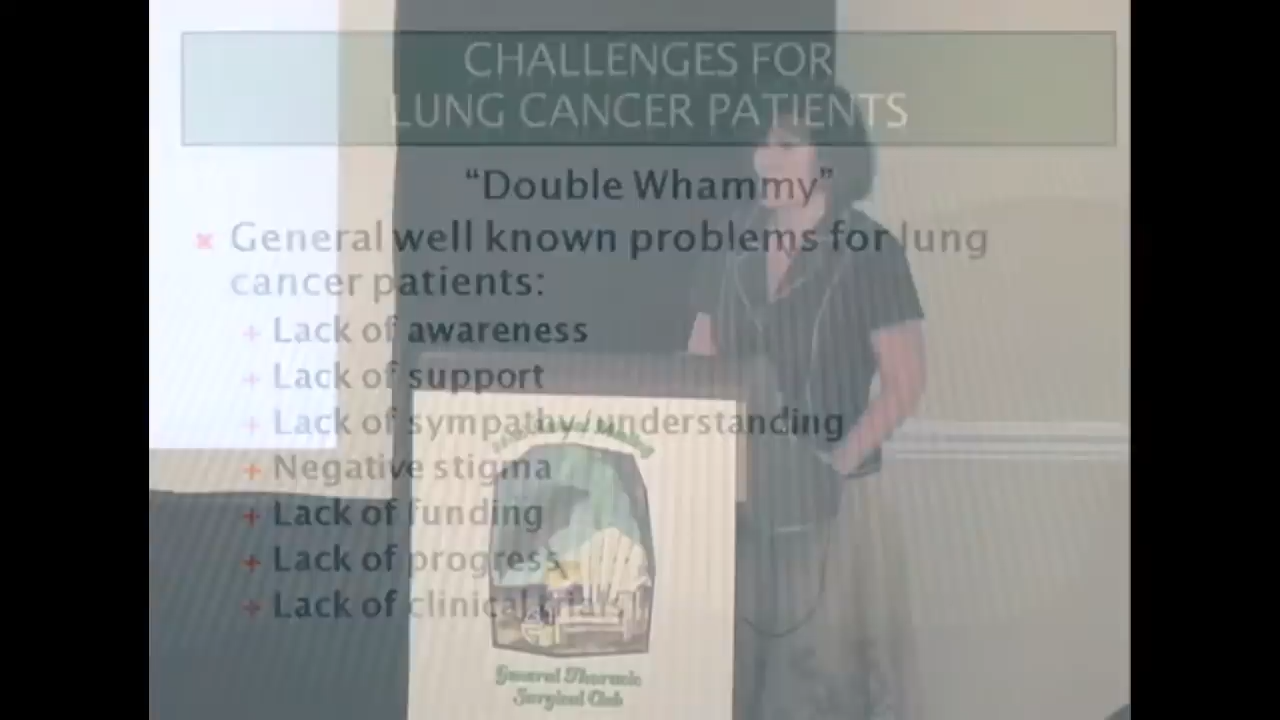 CHALLENGES FOR
LUNG CANCER PATIENTS
“Double Whammy”
General well known problems for lung
cancer patients:
+ Lack of awareness
+ Lack of support
+ Lack of sympathy/understanding
+ Negative stigma
+ Lack of funding
+ Lack of progress
+ Lack of clinical trials
General Thoracic
Surgical Club